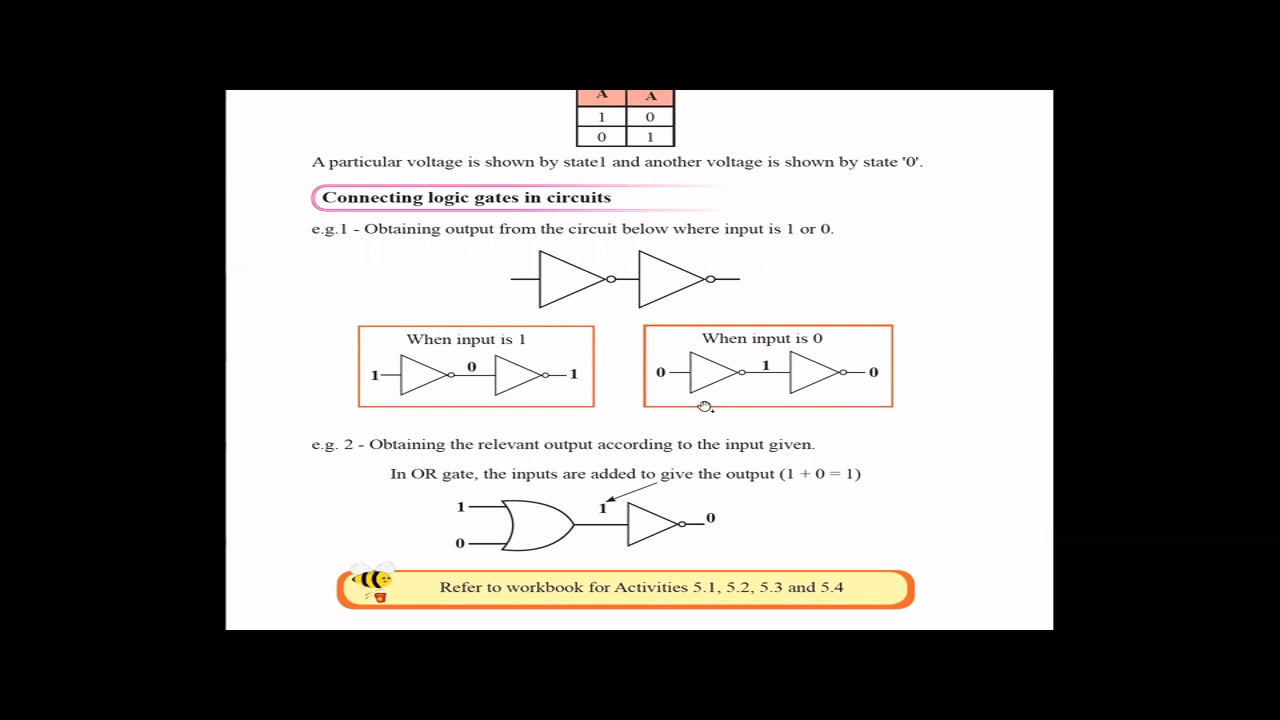 A A
1 0
0 1
A particular voltage is shown by state1 and another voltage is shown by state '0'.
Connecting logic gates in circuits
e.g.1 - Obtaining output from the circuit below where input is 1 or 0.
When input is 1
1 0 1
When input is 0
0 1 0
e.g. 2 - Obtaining the relevant output according to the input given.
In OR gate, the inputs are added to give the output (1 + 0 = 1)
1 1 0
0
Refer to workbook for Activities 5.1, 5.2, 5.3 and 5.4